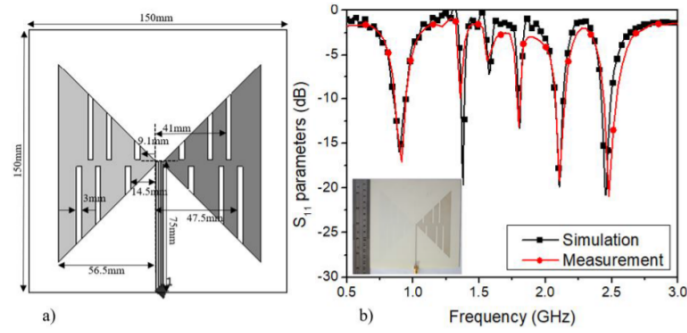 150mm
150mm
41mm
9.1mm
14.5mm
3mm
47.5mm
75mm
56.5mm
a)
0
-5
-10
-15
-20
-25
-30
S11 parameters (dB)
Simulation
Measurement
0.5 1.0 1.5 2.0 2.5 3.0
b) Frequency (GHz)